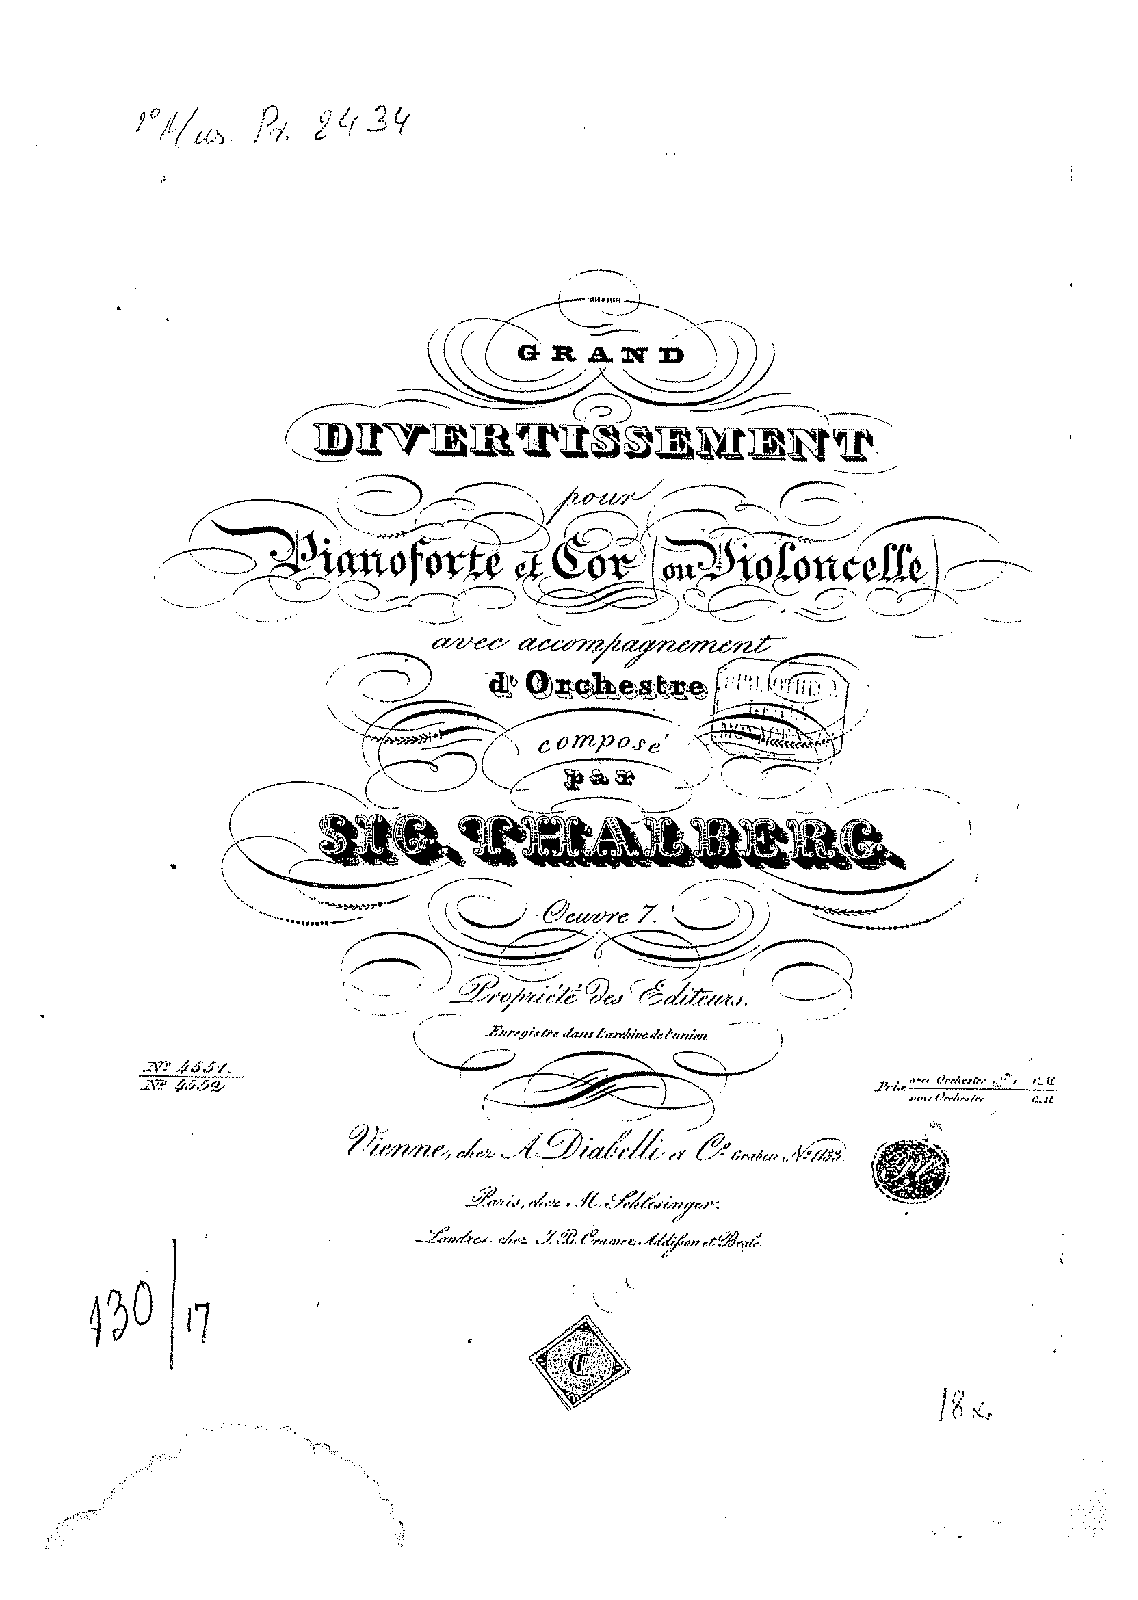 Mus. Pr. 2434
GRAND
DIVERTISSEMENT
pour
Pianoforte et Cor (ou Violoncelle)
avec accompagnement
d'Orchestre
composé
par
SIG. THALBERG.
Oeuvre 7.
Propriété des Editeurs.
Enregistre dans l'archive de l'union
No 4551.
No 4552
Prix avec Orchestre C.M
sans Orchestre C.M
Vienne, chez A. Diabelli et Co. Graben No 1133.
Paris, chez M. Schlesinger.
Londres chez J. B. Cramer, Addison et Beale
130/17
C
18 x.